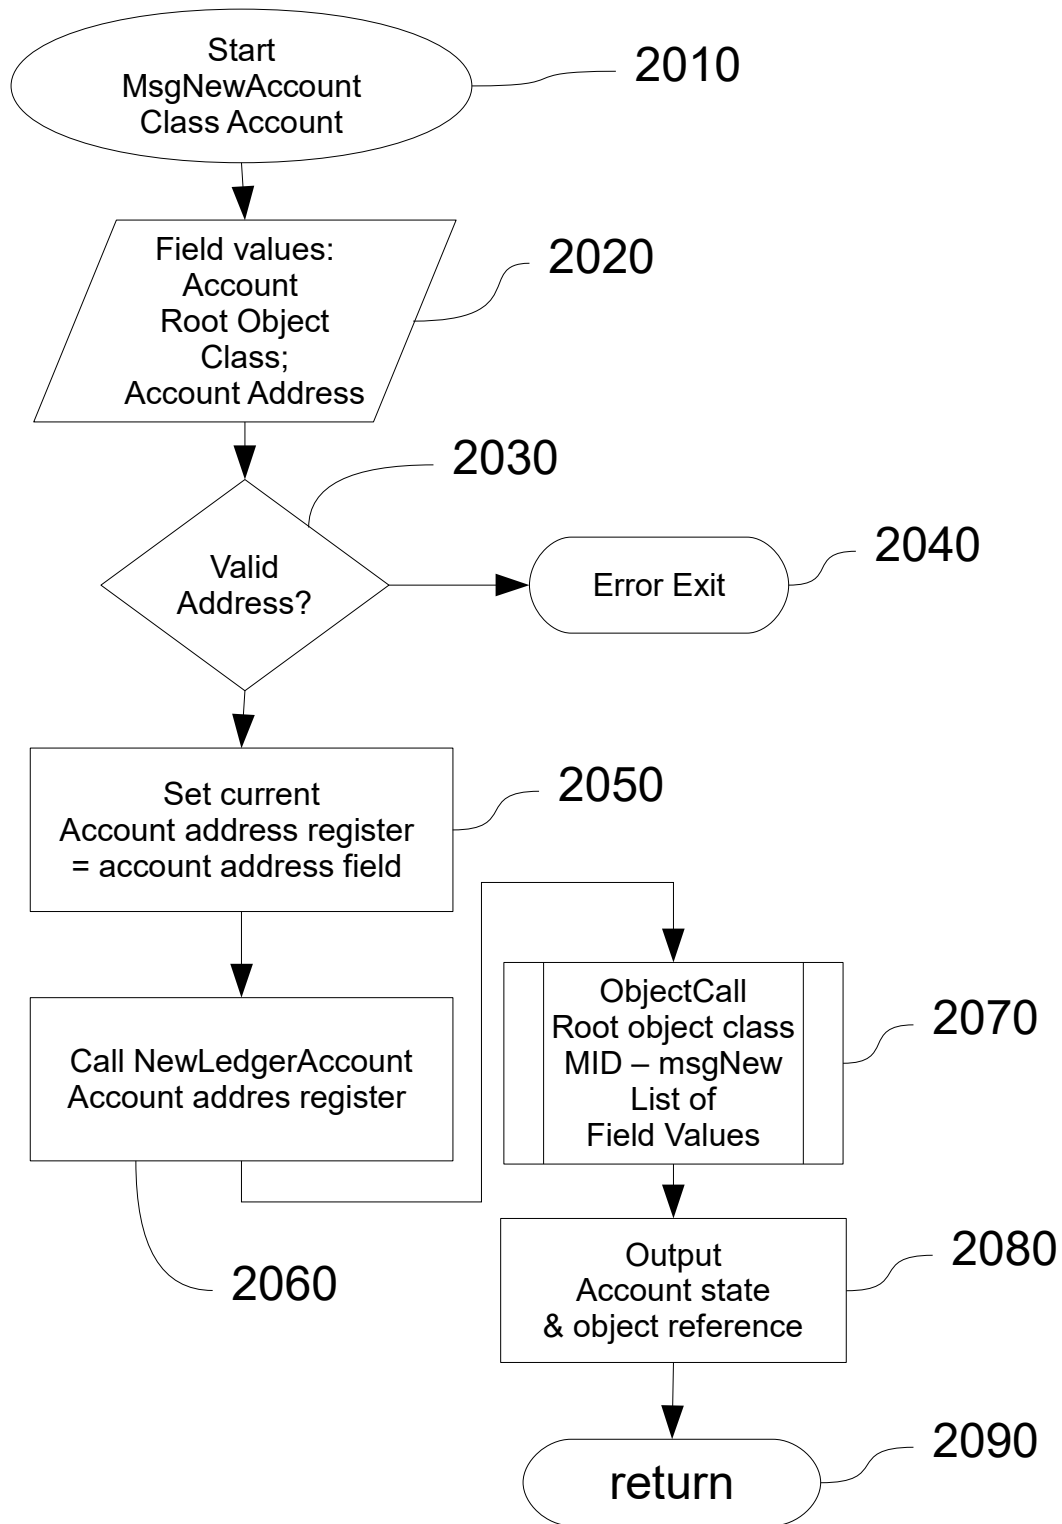 Start
MsgNewAccount
Class Account
2010
Field values:
Account
Root Object
Class;
Account Address
2020
2030
Valid
Address?
Error Exit
2040
Set current
Account address register
= account address field
2050
Call NewLedgerAccount
Account addres register
2060
ObjectCall
Root object class
MID – msgNew
List of
Field Values
2070
Output
Account state
& object reference
2080
return
2090